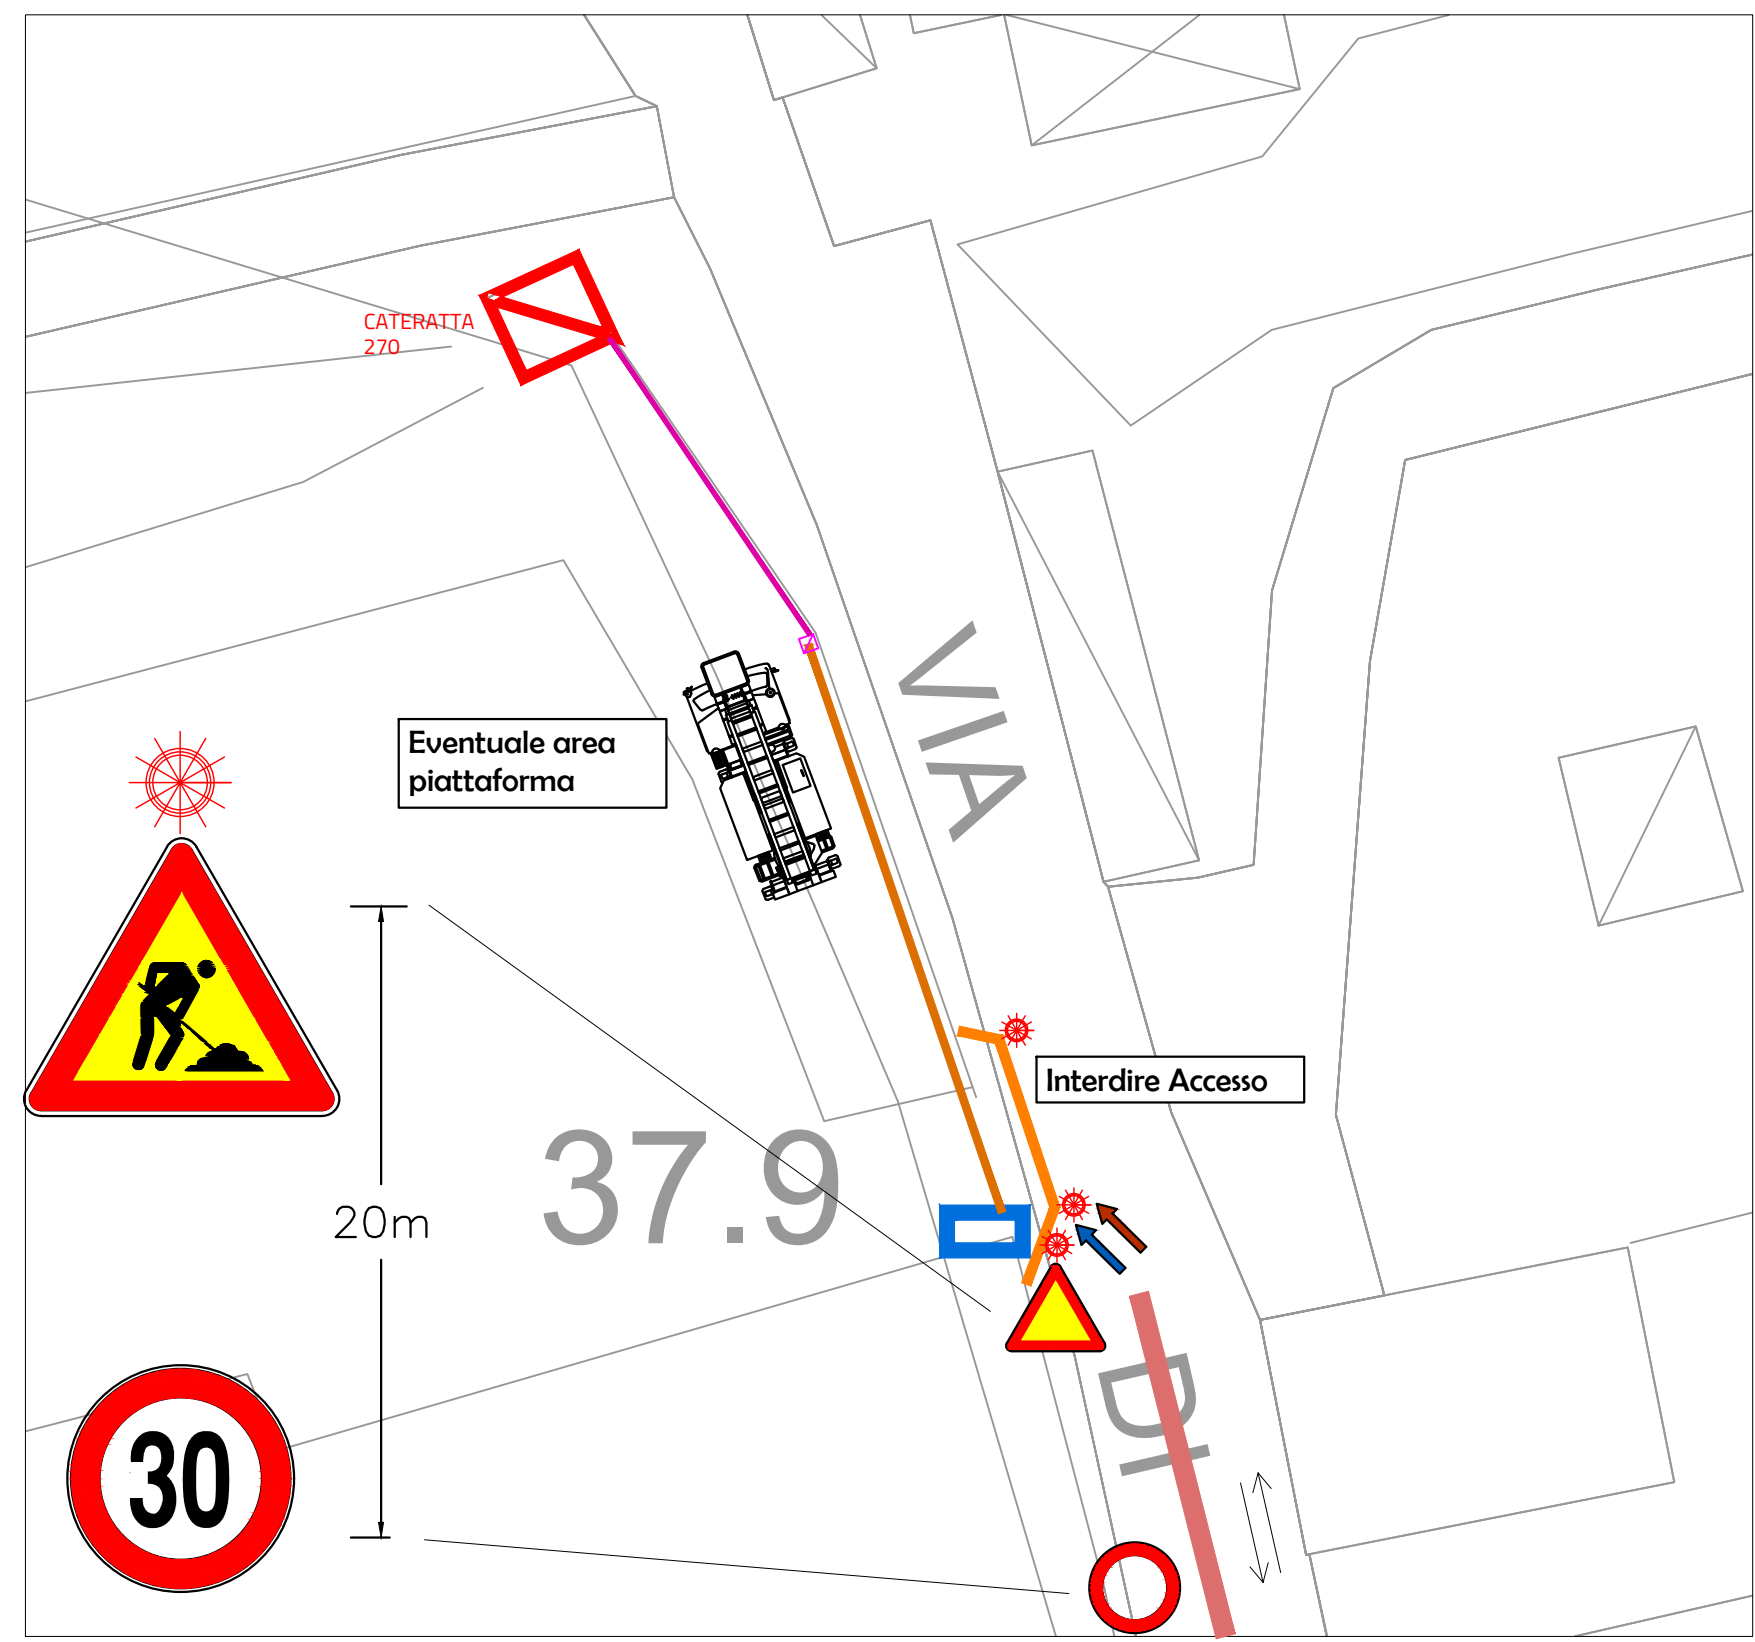 CATERATTA
270
VIA
Eventuale area
piattaforma
Interdire Accesso
37.9
20m
DI
30